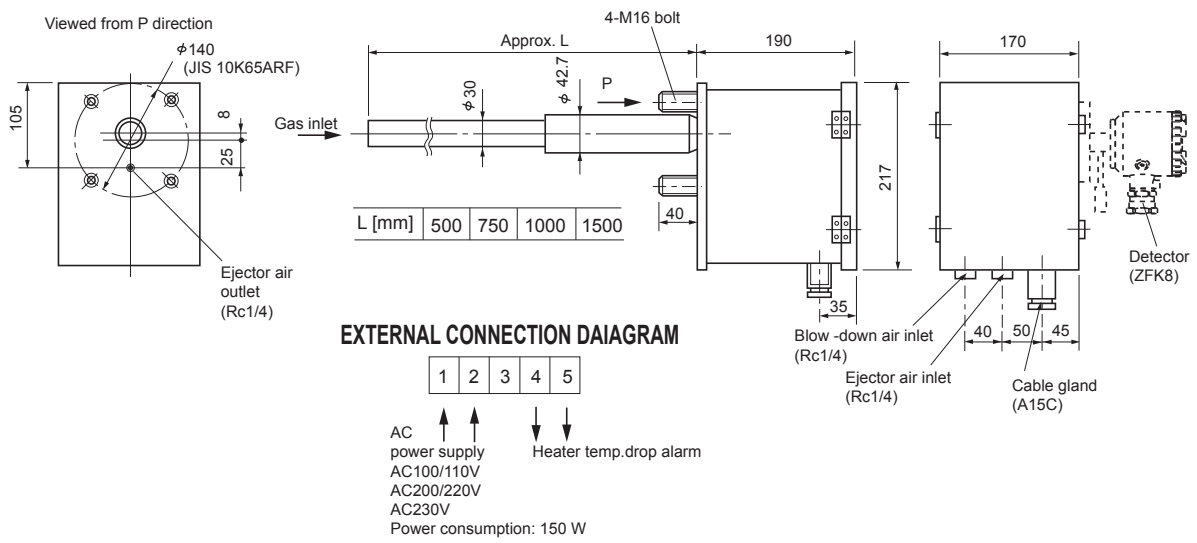 Viewed from P direction
ϕ140
(JIS 10K65ARF)
105
8
25
Ejector air
outlet
(Rc1/4)
4-M16 bolt
Approx. L
190
ϕ30
ϕ 42.7
P
Gas inlet
40
L [mm] 500 750 1000 1500
217
35
170
Detector
(ZFK8)
Blow -down air inlet
(Rc1/4)
40 50 45
Ejector air inlet
(Rc1/4)
Cable gland
(A15C)
EXTERNAL CONNECTION DAIAGRAM
1 2 3 4 5
AC
power supply
AC100/110V
AC200/220V
AC230V
Power consumption: 150 W
Heater temp.drop alarm